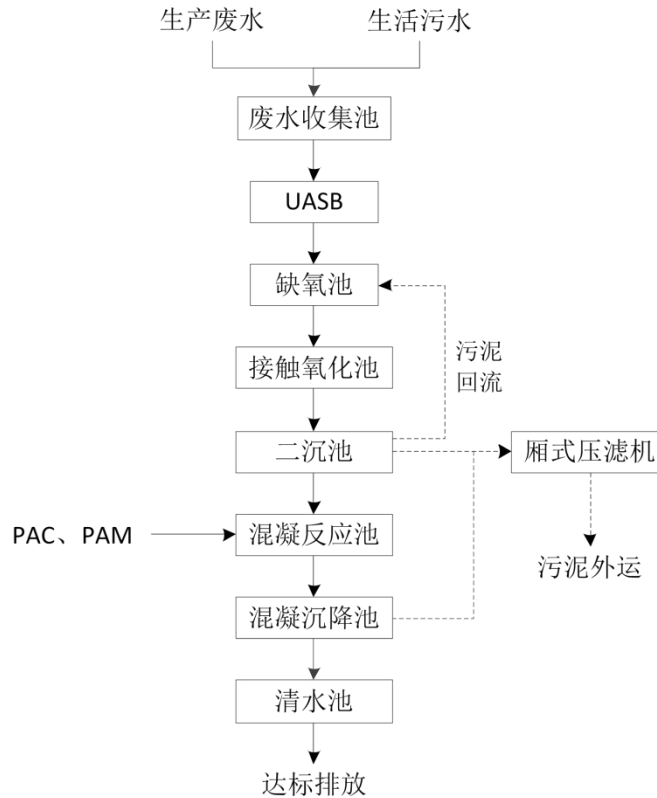 生产废水
生活污水
废水收集池
UASB
缺氧池
接触氧化池
污泥
回流
二沉池
厢式压滤机
PAC、PAM
混凝反应池
污泥外运
混凝沉降池
清水池
达标排放